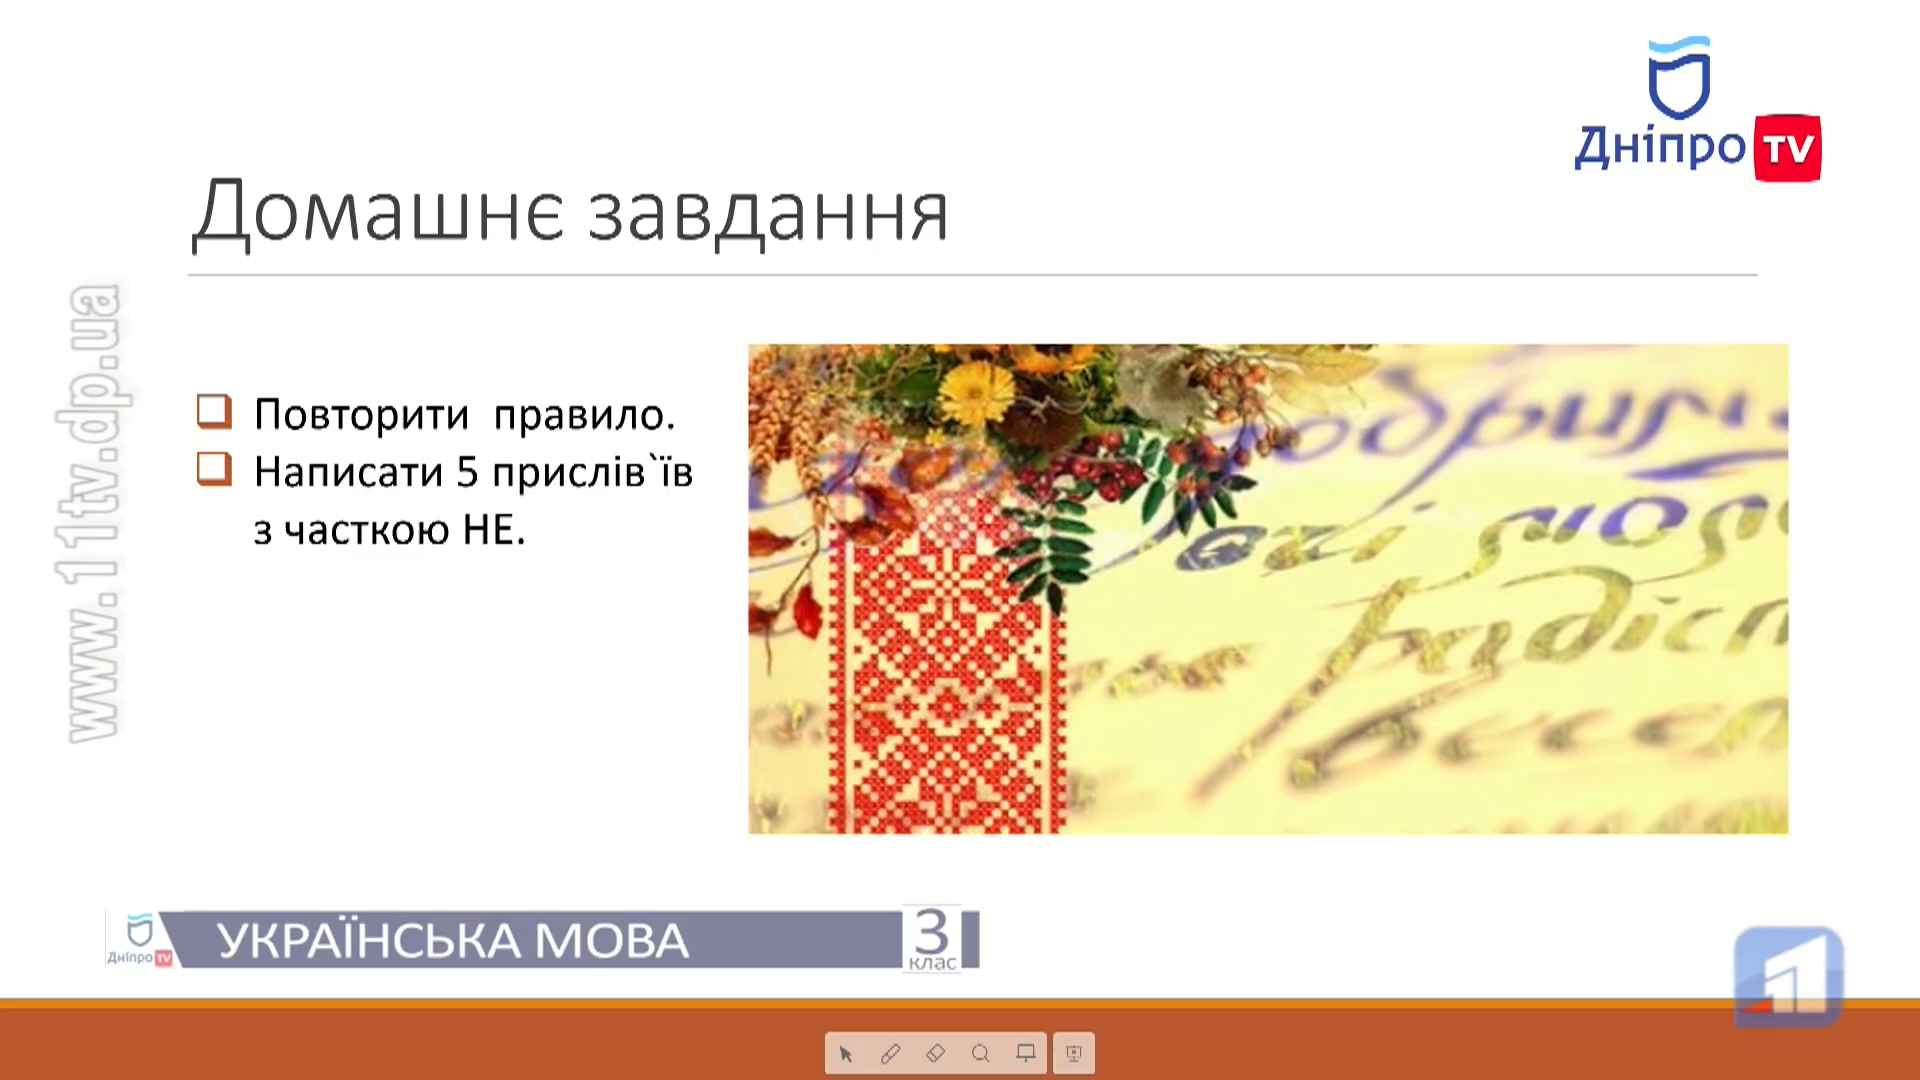 Дніпро TV
Домашнє завдання
www.11tv.dp.ua
Повторити правило.
Написати 5 прислів`їв
з часткою НЕ.
Дніпро TV
УКРАЇНСЬКА МОВА
3
клас
1